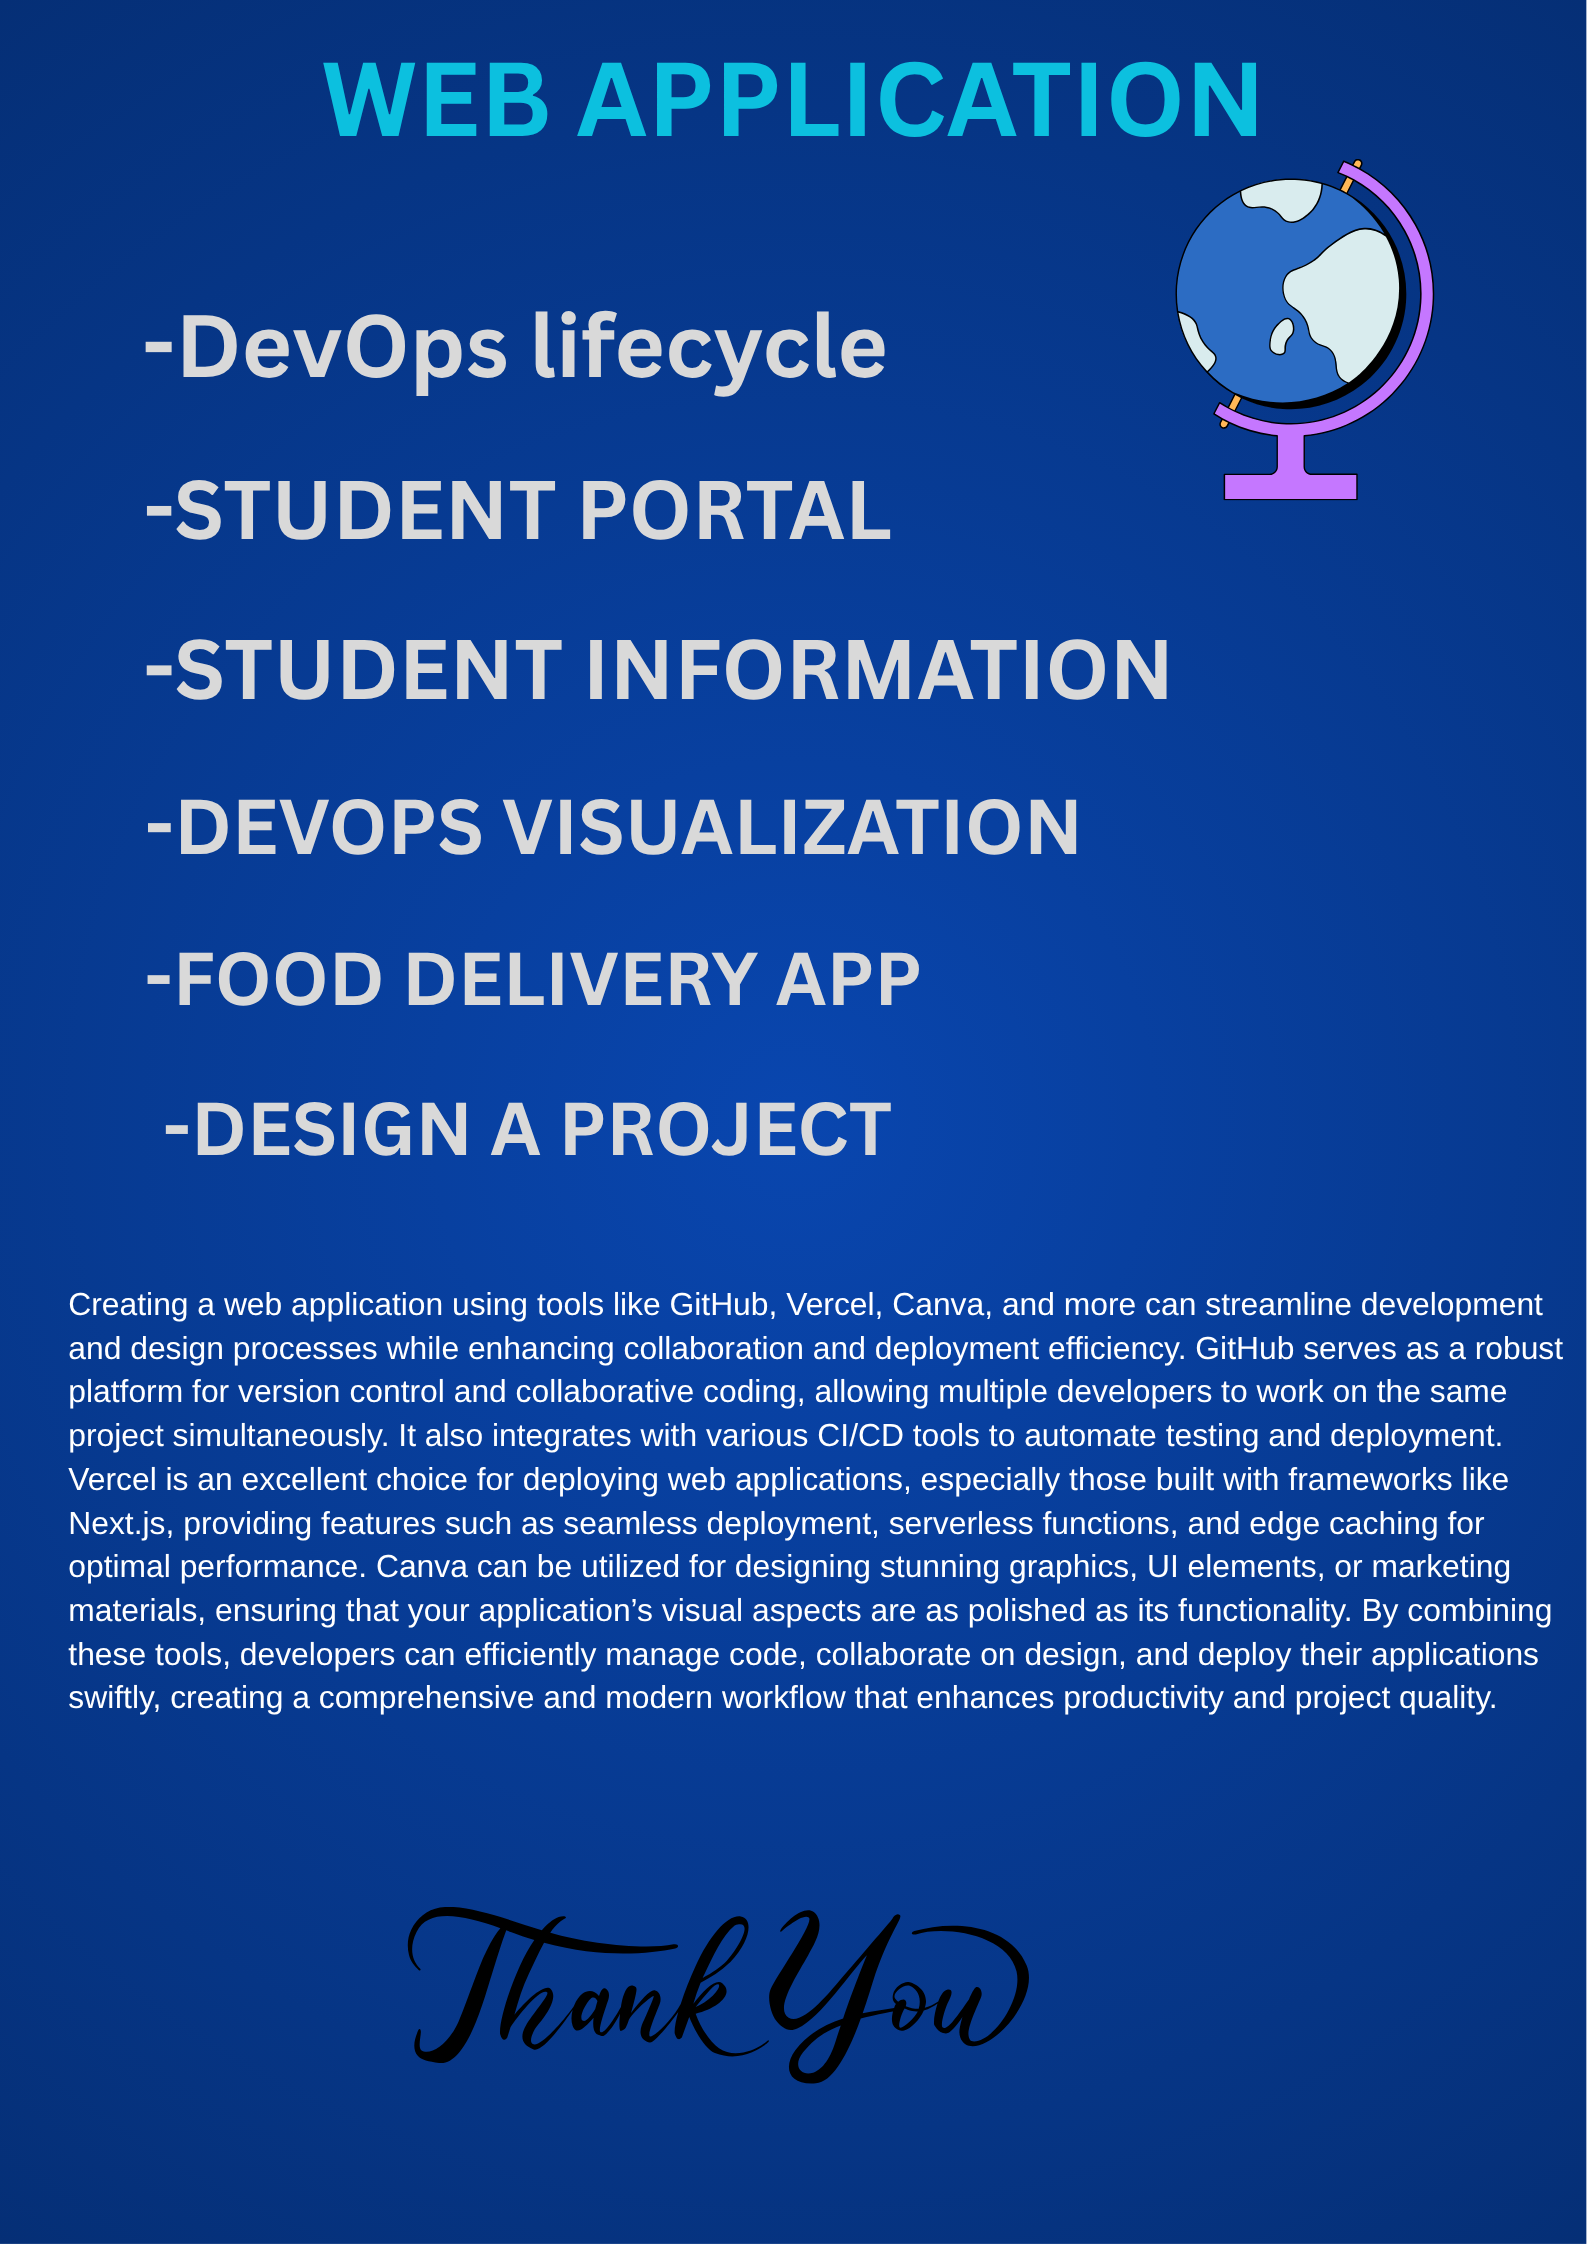 WEB APPLICATION
-DevOps lifecycle
-STUDENT PORTAL
-STUDENT INFORMATION
-DEVOPS VISUALIZATION
-FOOD DELIVERY APP
-DESIGN A PROJECT
Creating a web application using tools like GitHub, Vercel, Canva, and more can streamline development
and design processes while enhancing collaboration and deployment efficiency. GitHub serves as a robust
platform for version control and collaborative coding, allowing multiple developers to work on the same
project simultaneously. It also integrates with various CI/CD tools to automate testing and deployment.
Vercel is an excellent choice for deploying web applications, especially those built with frameworks like
Next.js, providing features such as seamless deployment, serverless functions, and edge caching for
optimal performance. Canva can be utilized for designing stunning graphics, UI elements, or marketing
materials, ensuring that your application’s visual aspects are as polished as its functionality. By combining
these tools, developers can efficiently manage code, collaborate on design, and deploy their applications
swiftly, creating a comprehensive and modern workflow that enhances productivity and project quality.
Thank You